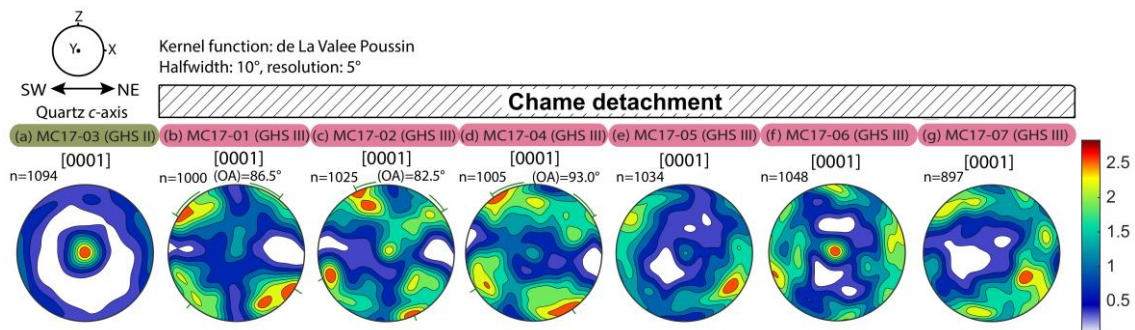 Z
Y
X
SW NE
Quartz c-axis
Kernel function: de La Valee Poussin
Halfwidth: 10°, resolution: 5°
Chame detachment
(a) MC17-03 (GHS II) (b) MC17-01 (GHS III) (c) MC17-02 (GHS III) (d) MC17-04 (GHS III) (e) MC17-05 (GHS III) (f) MC17-06 (GHS III) (g) MC17-07 (GHS III)
[0001] [0001] [0001] [0001] [0001] [0001] [0001]
n=1094 n=1000 (OA)=86.5° n=1025 (OA)=82.5° n=1005 (OA)=93.0° n=1034 n=1048 n=897
2.5
2
1.5
1
0.5